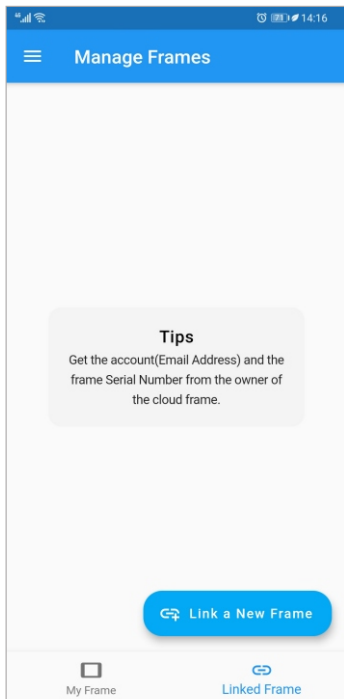 14:16
Manage Frames
Tips
Get the account(Email Address) and the
frame Serial Number from the owner of
the cloud frame.
Link a New Frame
My Frame
Linked Frame